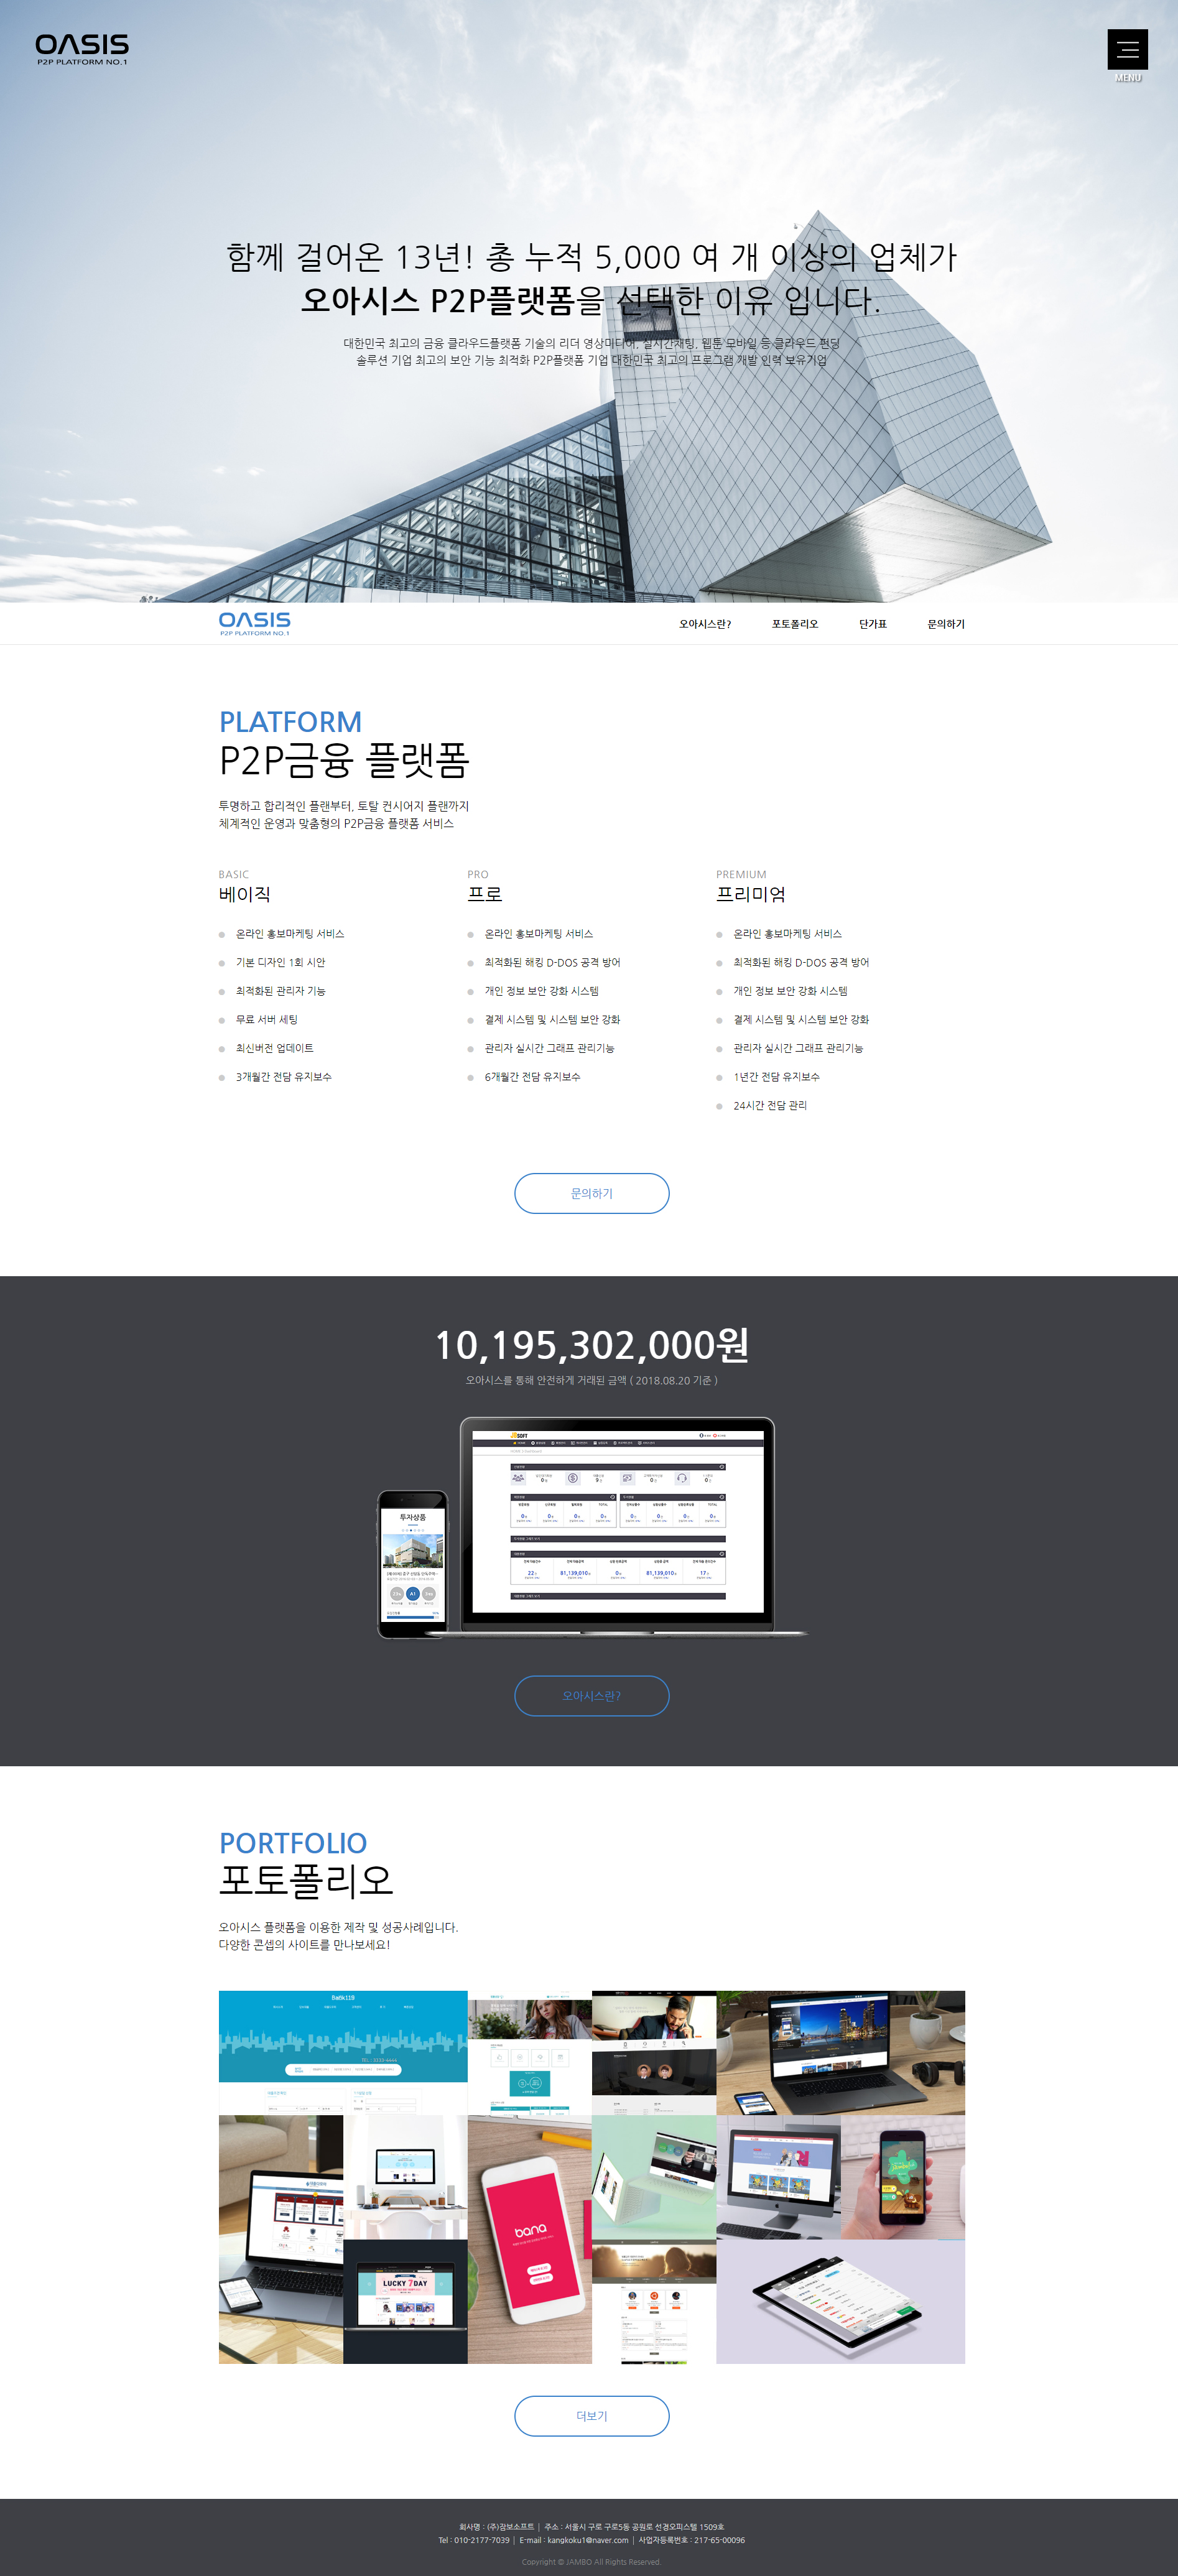 OASIS
P2P PLATFORM NO.1
MENU
함께 걸어온 13년! 총 누적 5,000 여 개 이상의 업체가
오아시스 P2P플랫폼을 선택한 이유 입니다.
대한민국 최고의 금융 클라우드플랫폼 기술의 리더 영상미디어, 실시간채팅, 웹툰 모바일 등 클라우드 펀딩
솔루션 기업 최고의 보안 기능 최적화 P2P플랫폼 기업 대한민국 최고의 프로그램 개발 인력 보유기업
OASIS
P2P PLATFORM NO.1
오아시스란? 포토폴리오 단가표 문의하기
PLATFORM
P2P금융 플랫폼
투명하고 합리적인 플랜부터, 토탈 컨시어지 플랜까지
체계적인 운영과 맞춤형의 P2P금융 플랫폼 서비스
BASIC
베이직
온라인 홍보마케팅 서비스
기본 디자인 1회 시안
최적화된 관리자 기능
무료 서버 세팅
최신버전 업데이트
3개월간 전담 유지보수
PRO
프로
온라인 홍보마케팅 서비스
최적화된 해킹 D-DOS 공격 방어
개인 정보 보안 강화 시스템
결제 시스템 및 시스템 보안 강화
관리자 실시간 그래프 관리기능
6개월간 전담 유지보수
PREMIUM
프리미엄
온라인 홍보마케팅 서비스
최적화된 해킹 D-DOS 공격 방어
개인 정보 보안 강화 시스템
결제 시스템 및 시스템 보안 강화
관리자 실시간 그래프 관리기능
1년간 전담 유지보수
24시간 전담 관리
문의하기
10,195,302,000원
오아시스를 통해 안전하게 거래된 금액 ( 2018.08.20 기준 )
SOFT
투자상품
81,139,010
81,139,010
오아시스란?
PORTFOLIO
포토폴리오
오아시스 플랫폼을 이용한 제작 및 성공사례입니다.
다양한 콘셉의 사이트를 만나보세요!
bana
LUCKY 7DAY
더보기
회사명 : (주)잠보소프트 │ 주소 : 서울시 구로 구로5동 공원로 선경오피스텔 1509호
Tel : 010-2177-7039 │ E-mail : kangkoku1@naver.com │ 사업자등록번호 : 217-65-00096
Copyright © JAMBO All Rights Reserved.